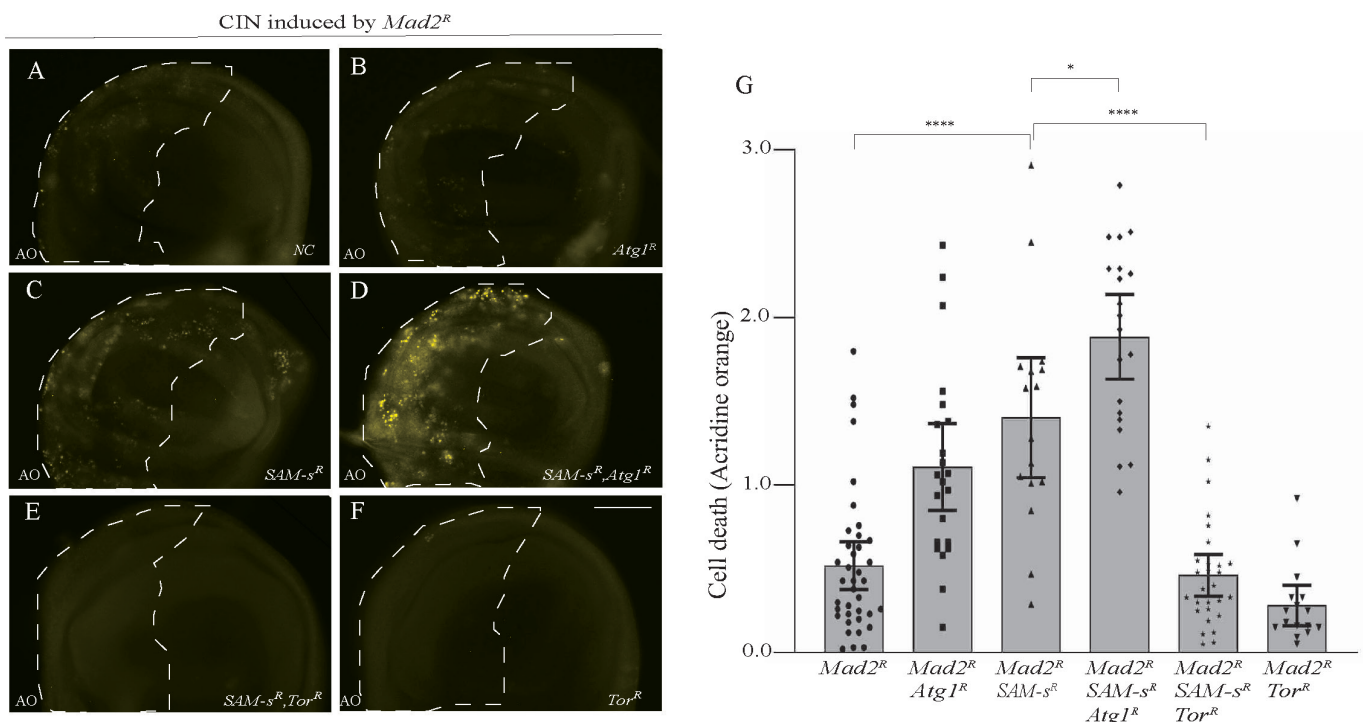 CIN induced by Mad2ᴿ
A
NC
AO
B
Atg1ᴿ
AO
C
SAM-sᴿ
AO
D
SAM-sᴿ,Atg1ᴿ
AO
E
SAM-sᴿ,Torᴿ
AO
F
Torᴿ
AO
G
*
****
****
Cell death (Acridine orange)
3.0
2.0
1.0
0.0
Mad2ᴿ
Mad2ᴿ
Atg1ᴿ
Mad2ᴿ
SAM-sᴿ
Mad2ᴿ
SAM-sᴿ
Atg1ᴿ
Mad2ᴿ
SAM-sᴿ
Torᴿ
Mad2ᴿ
Torᴿ